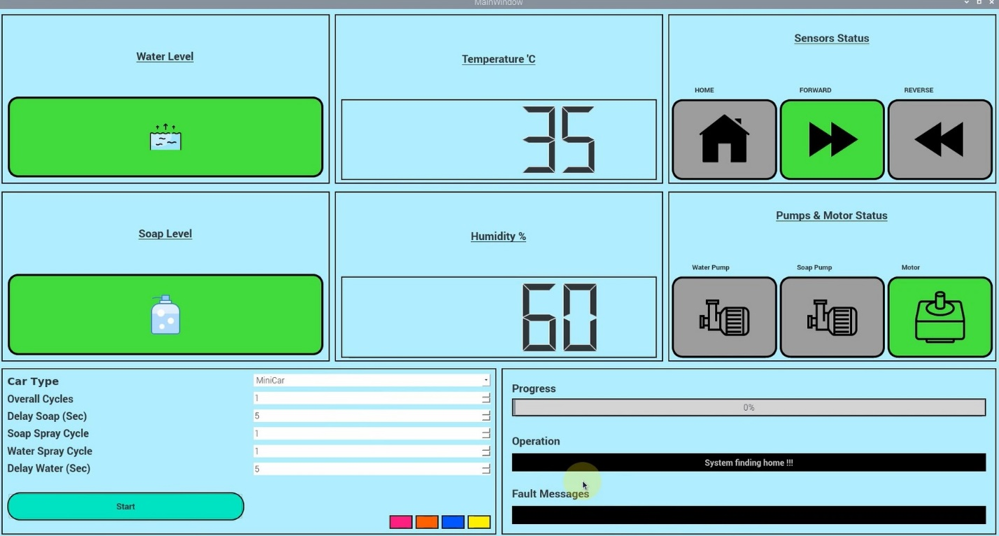 MainWindow
Water Level
Temperature 'C
35
Sensors Status
HOME
FORWARD
REVERSE
Soap Level
Humidity %
60
Pumps & Motor Status
Water Pump
Soap Pump
Motor
Car Type
MiniCar
Overall Cycles
1
Delay Soap (Sec)
5
Soap Spray Cycle
1
Water Spray Cycle
1
Delay Water (Sec)
5
Start
Progress
0%
Operation
System finding home !!!
Fault Messages